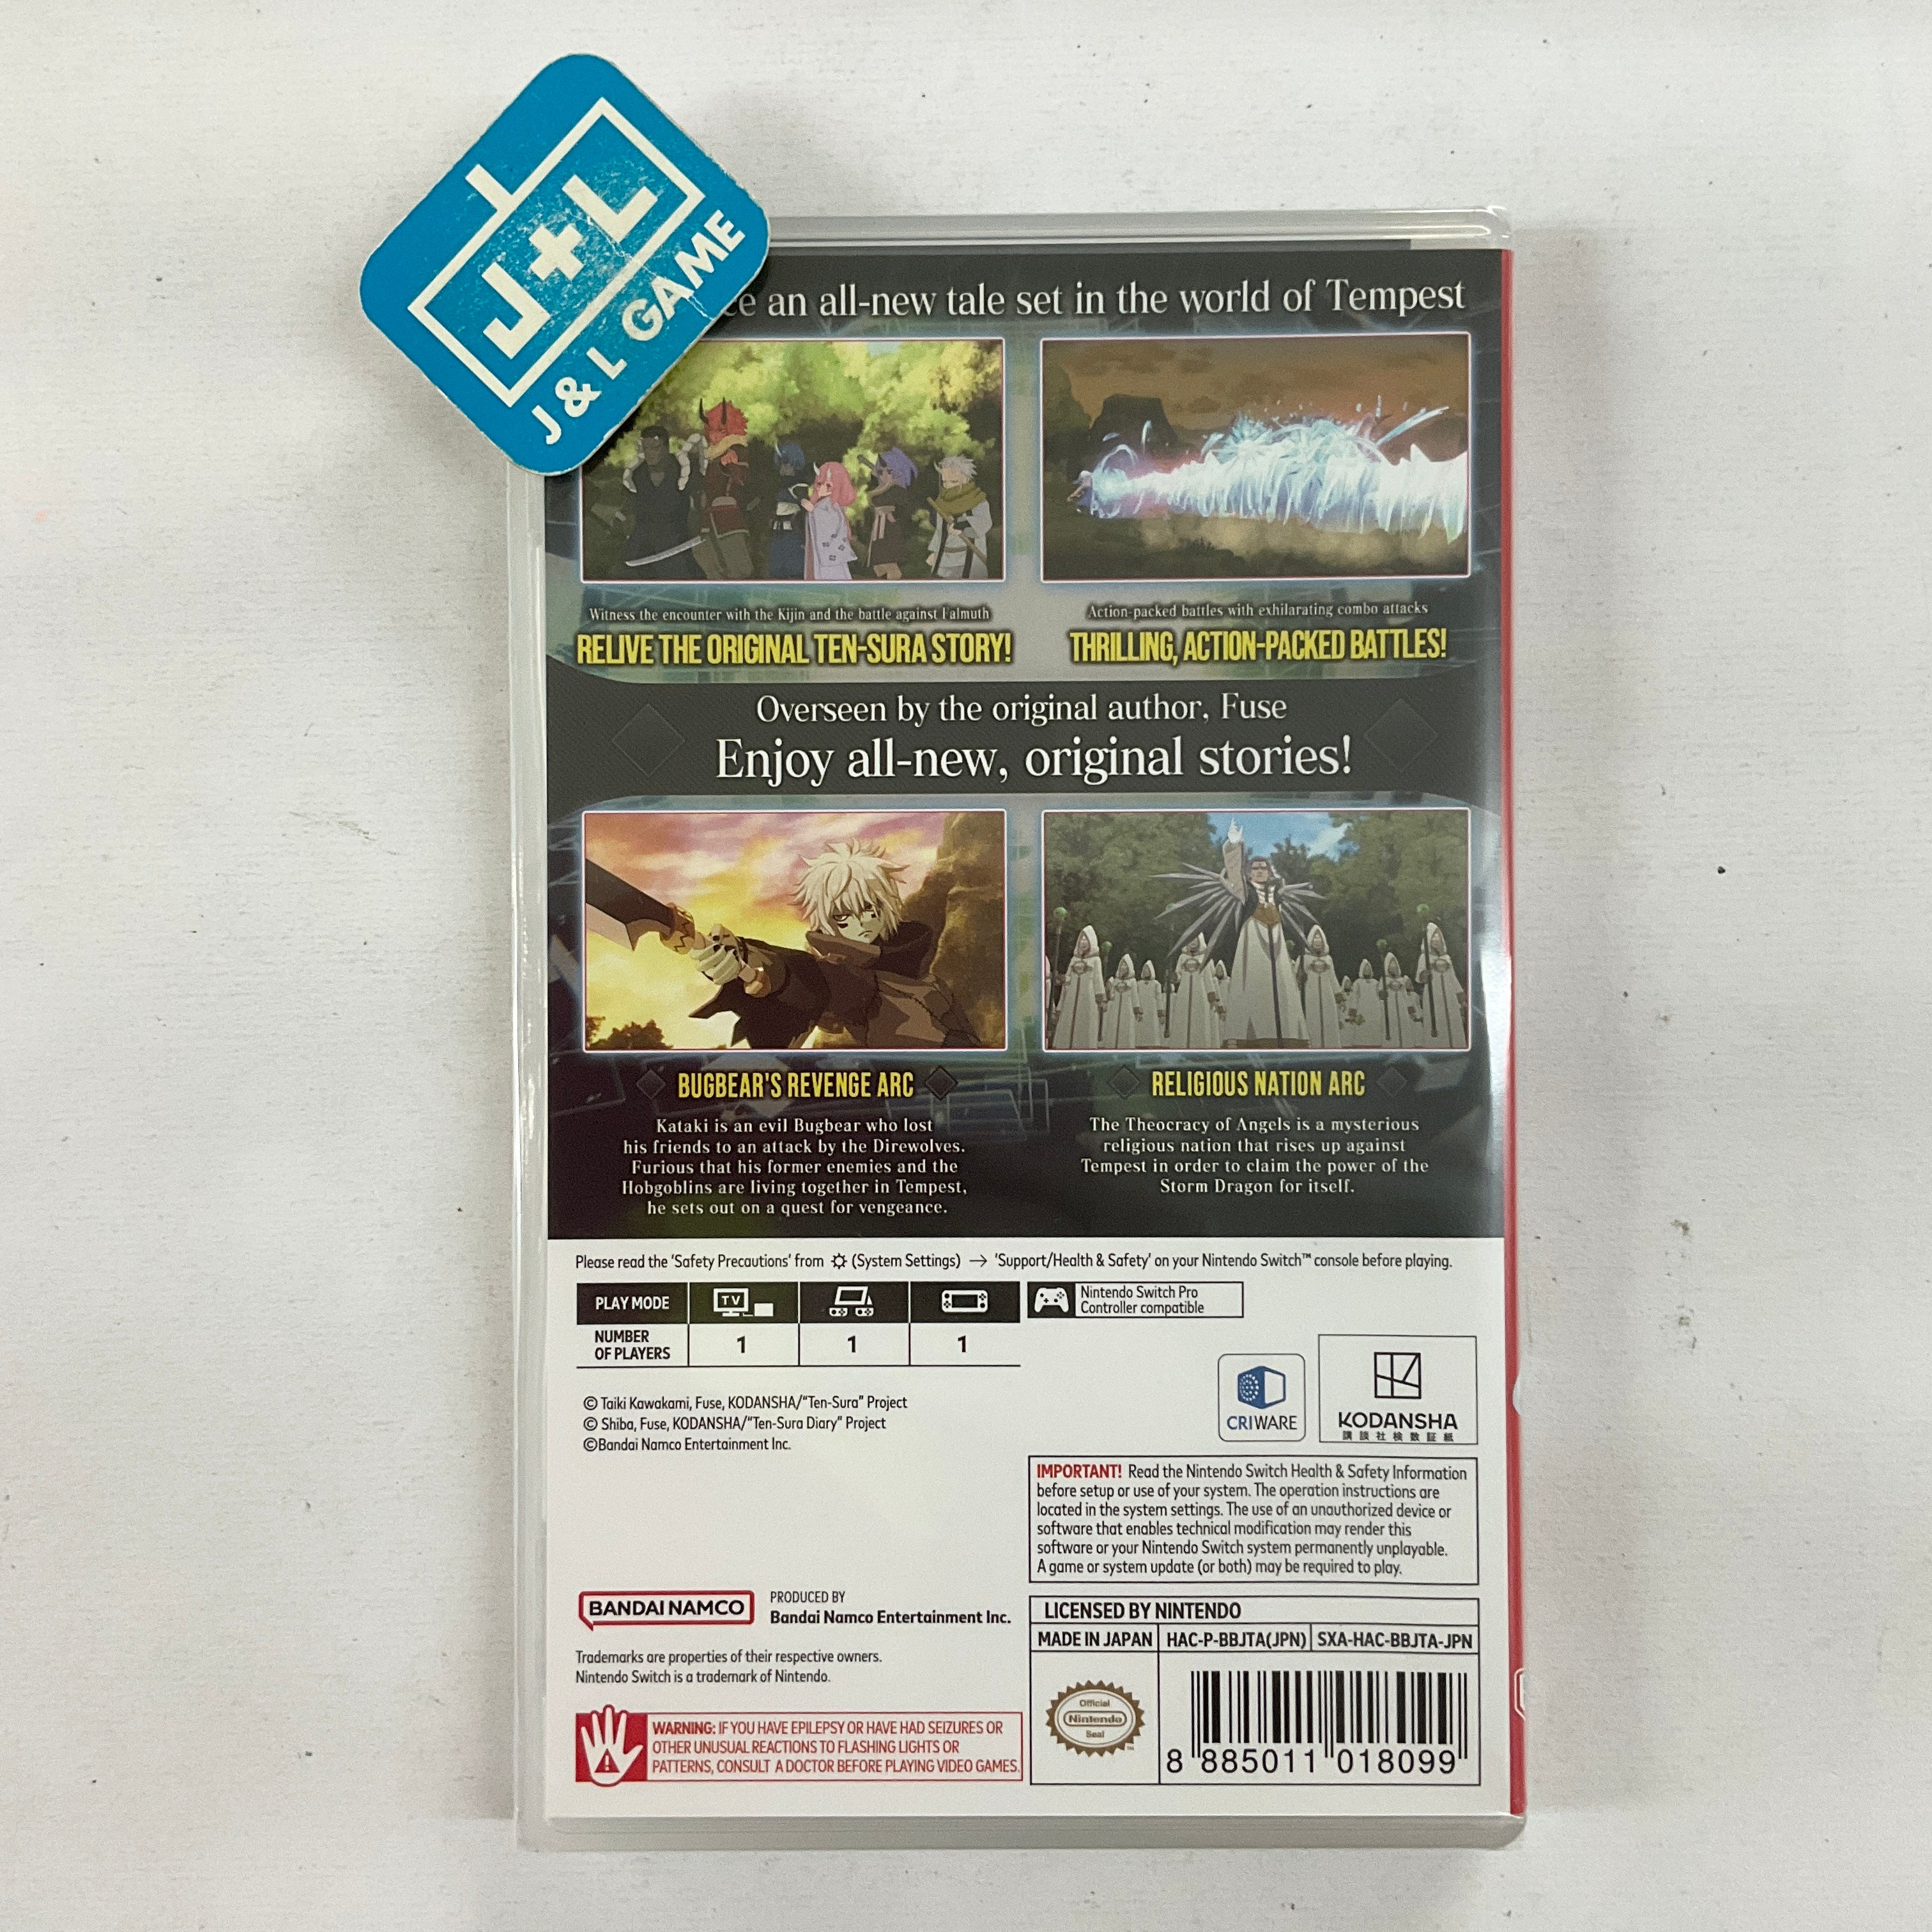 J+L
J & L GAME
an all-new tale set in the world of Tempest
Witness the encounter with the Kijin and the battle against Falmuth
RELIVE THE ORIGINAL TEN-SURA STORY!
Action-packed battles with exhilarating combo attacks
THRILLING, ACTION-PACKED BATTLES!
Overseen by the original author, Fuse
Enjoy all-new, original stories!
BUGBEAR'S REVENGE ARC
Kataki is an evil Bugbear who lost
his friends to an attack by the Direwolves.
Furious that his former enemies and the
Hobgoblins are living together in Tempest,
he sets out on a quest for vengeance.
RELIGIOUS NATION ARC
The Theocracy of Angels is a mysterious
religious nation that rises up against
Tempest in order to claim the power of the
Storm Dragon for itself.
Please read the 'Safety Precautions' from (System Settings) → 'Support/Health & Safety' on your Nintendo Switch™ console before playing.
PLAY MODE TV
NUMBER
OF PLAYERS
1 1 1
Nintendo Switch Pro
Controller compatible
© Taiki Kawakami, Fuse, KODANSHA/“Ten-Sura” Project
© Shiba, Fuse, KODANSHA/“Ten-Sura Diary” Project
©Bandai Namco Entertainment Inc.
CRIWARE
KODANSHA
講談社検数証紙
IMPORTANT! Read the Nintendo Switch Health & Safety Information
before setup or use of your system. The operation instructions are
located in the system settings. The use of an unauthorized device or
software that enables technical modification may render this
software or your Nintendo Switch system permanently unplayable.
A game or system update (or both) may be required to play.
BANDAI NAMCO
PRODUCED BY
Bandai Namco Entertainment Inc.
Trademarks are properties of their respective owners.
Nintendo Switch is a trademark of Nintendo.
WARNING: IF YOU HAVE EPILEPSY OR HAVE HAD SEIZURES OR
OTHER UNUSUAL REACTIONS TO FLASHING LIGHTS OR
PATTERNS, CONSULT A DOCTOR BEFORE PLAYING VIDEO GAMES.
LICENSED BY NINTENDO
MADE IN JAPAN HAC-P-BBJTA(JPN) SXA-HAC-BBJTA-JPN
Official
Nintendo
Seal
8 885011 018099